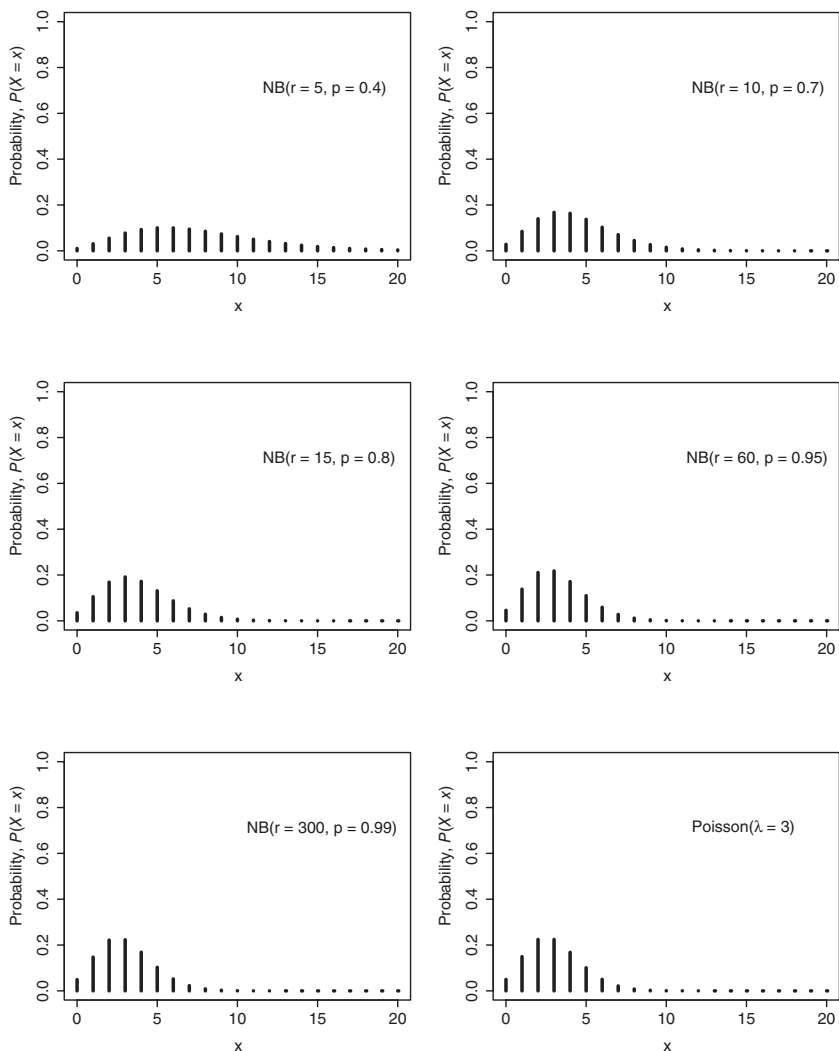 Probability, P(X = x)
0.0 0.2 0.4 0.6 0.8 1.0
NB(r = 5, p = 0.4)
0 5 10 15 20
x
Probability, P(X = x)
0.0 0.2 0.4 0.6 0.8 1.0
NB(r = 10, p = 0.7)
0 5 10 15 20
x
Probability, P(X = x)
0.0 0.2 0.4 0.6 0.8 1.0
NB(r = 15, p = 0.8)
0 5 10 15 20
x
Probability, P(X = x)
0.0 0.2 0.4 0.6 0.8 1.0
NB(r = 60, p = 0.95)
0 5 10 15 20
x
Probability, P(X = x)
0.0 0.2 0.4 0.6 0.8 1.0
NB(r = 300, p = 0.99)
0 5 10 15 20
x
Probability, P(X = x)
0.0 0.2 0.4 0.6 0.8 1.0
Poisson(λ = 3)
0 5 10 15 20
x